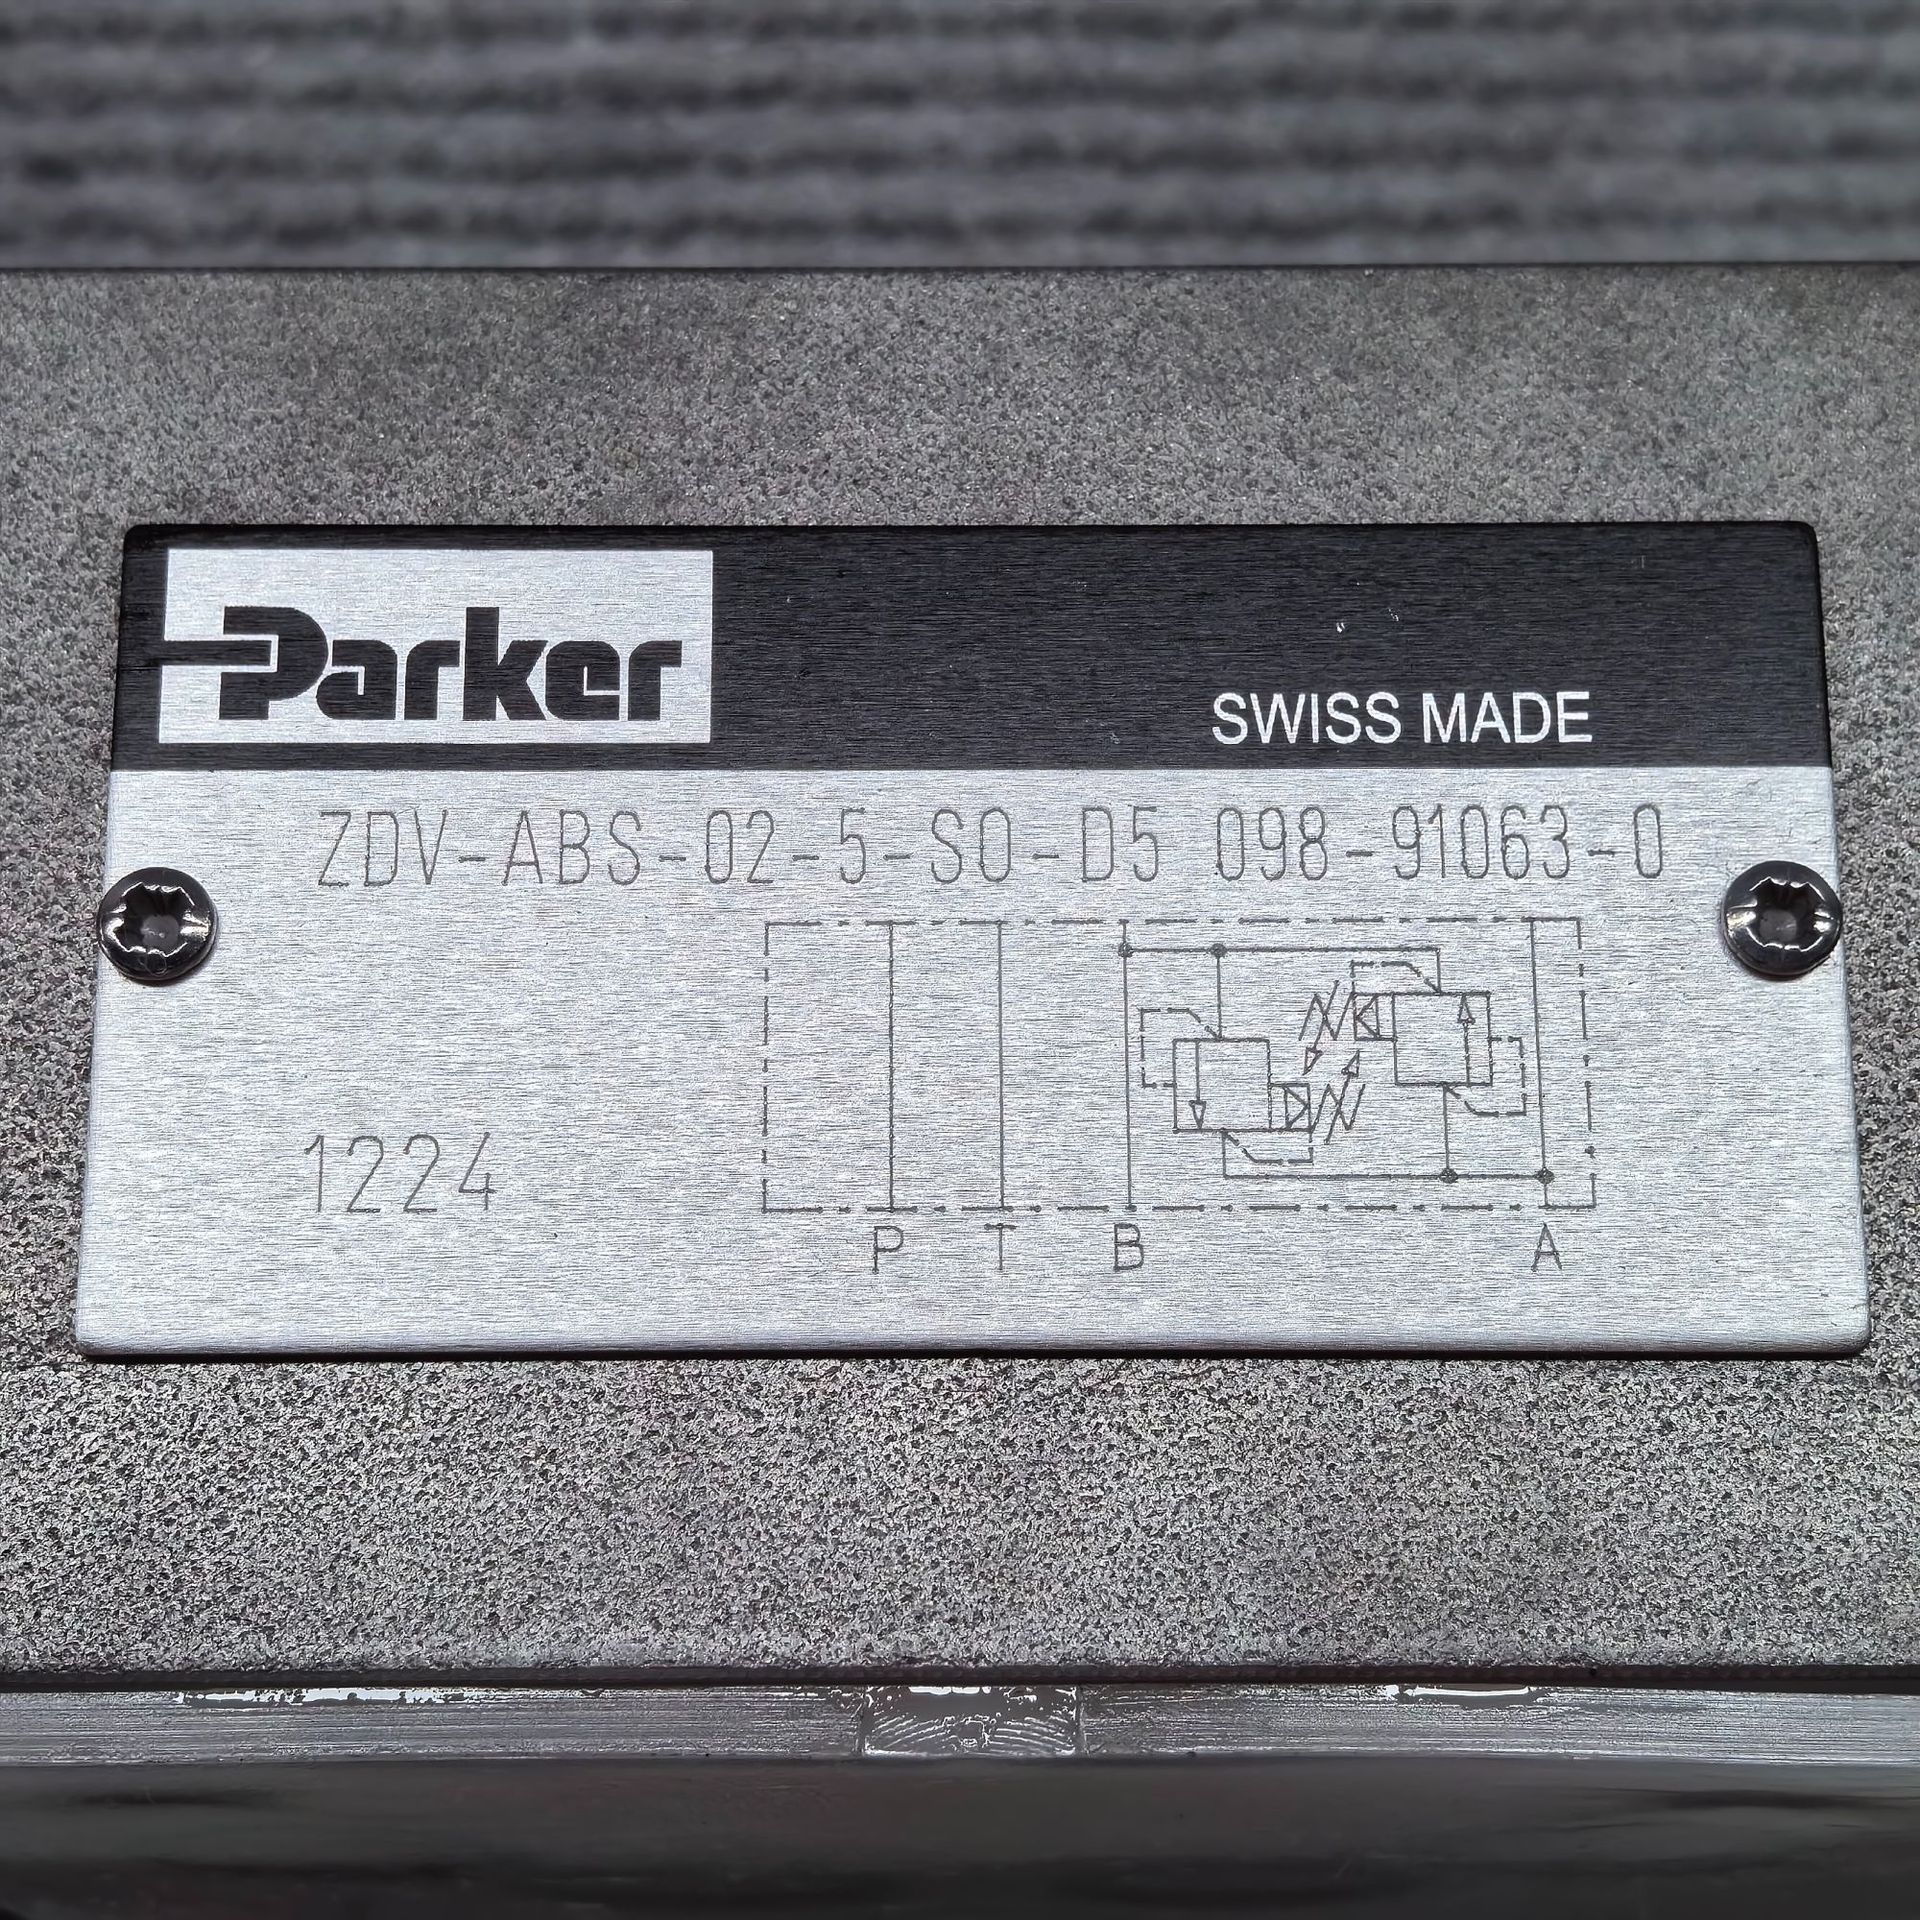 Parker
SWISS MADE
ZDV-ABS-02-5-S0-D5 098-91063-0
1224
P T B A